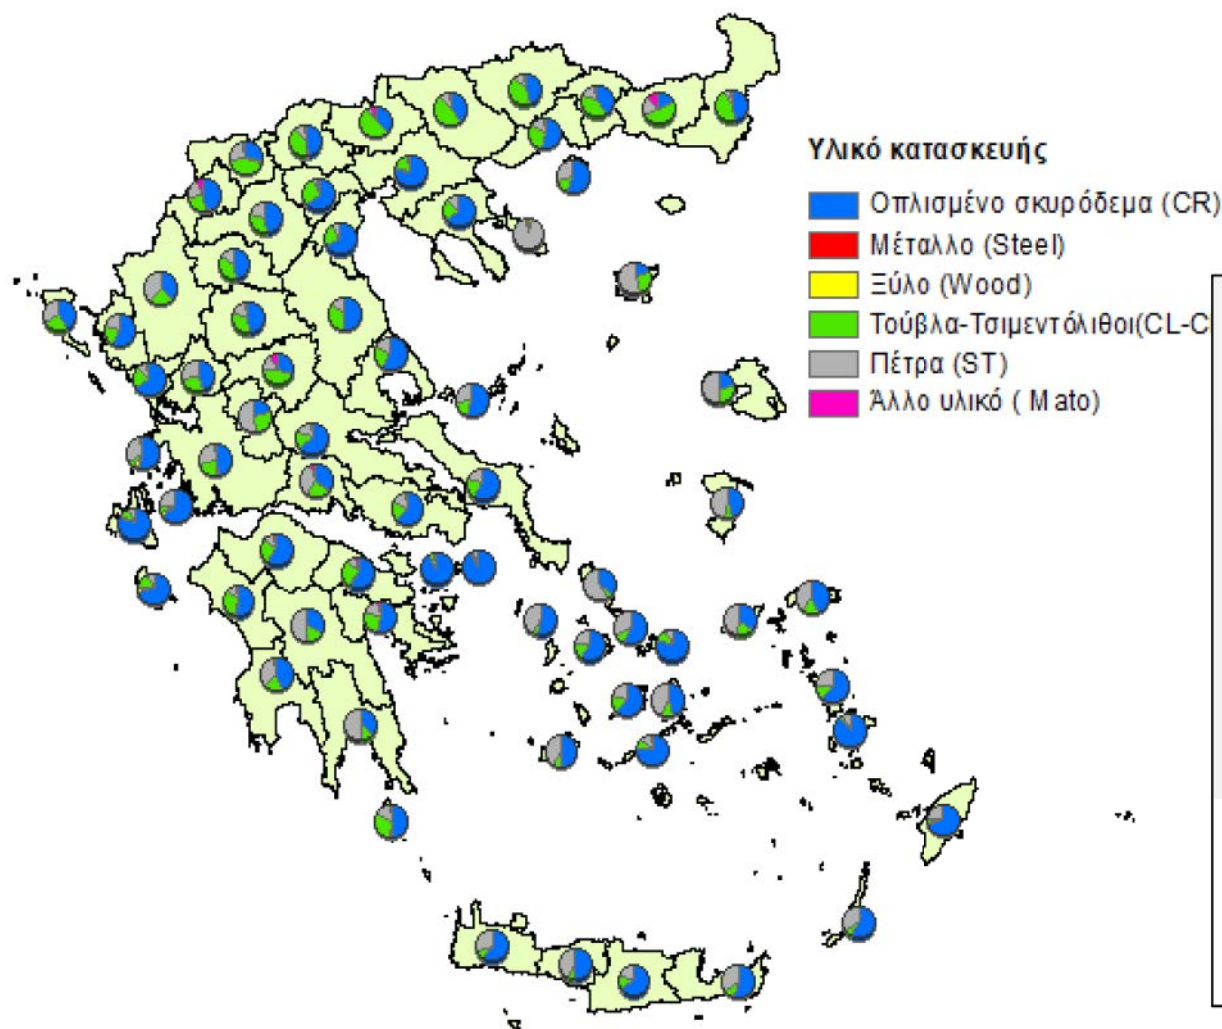 Υλικό κατασκευής
Οπλισμένο σκυρόδεμα (CR)
Μέταλλο (Steel)
Ξύλο (Wood)
Τούβλα-Τσιμεντόλιθοι(CL-C
Πέτρα (ST)
Άλλο υλικό ( Mato)